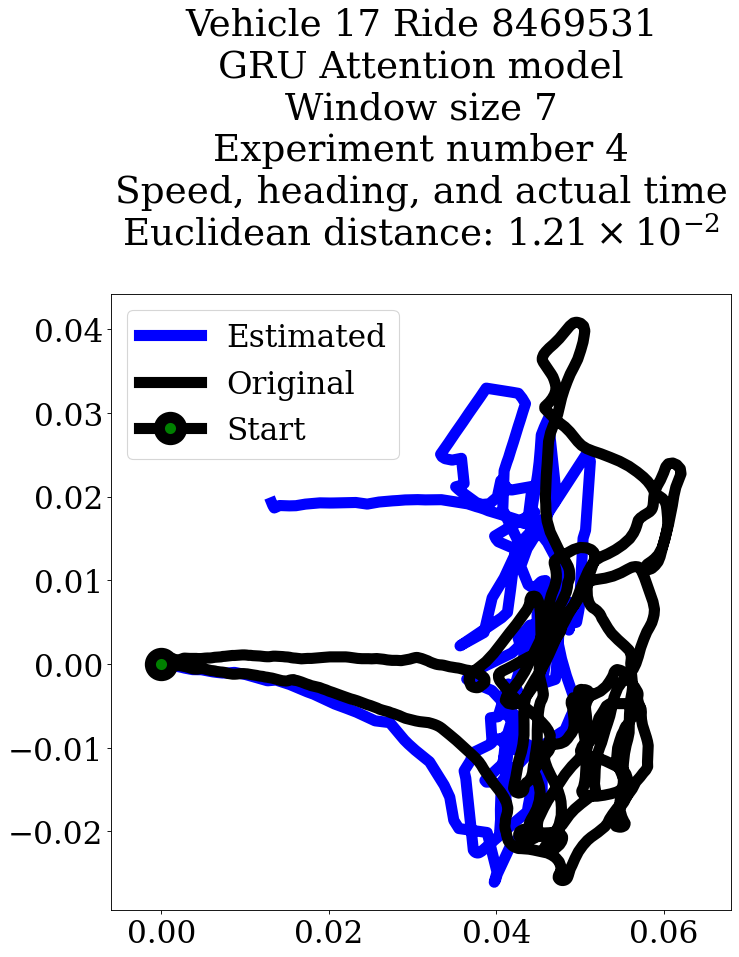 Vehicle 17 Ride 8469531
GRU Attention model
Window size 7
Experiment number 4
Speed, heading, and actual time
Euclidean distance: 1.21 × 10⁻²
Estimated
Original
Start
0.04
0.03
0.02
0.01
0.00
−0.01
−0.02
0.00 0.02 0.04 0.06